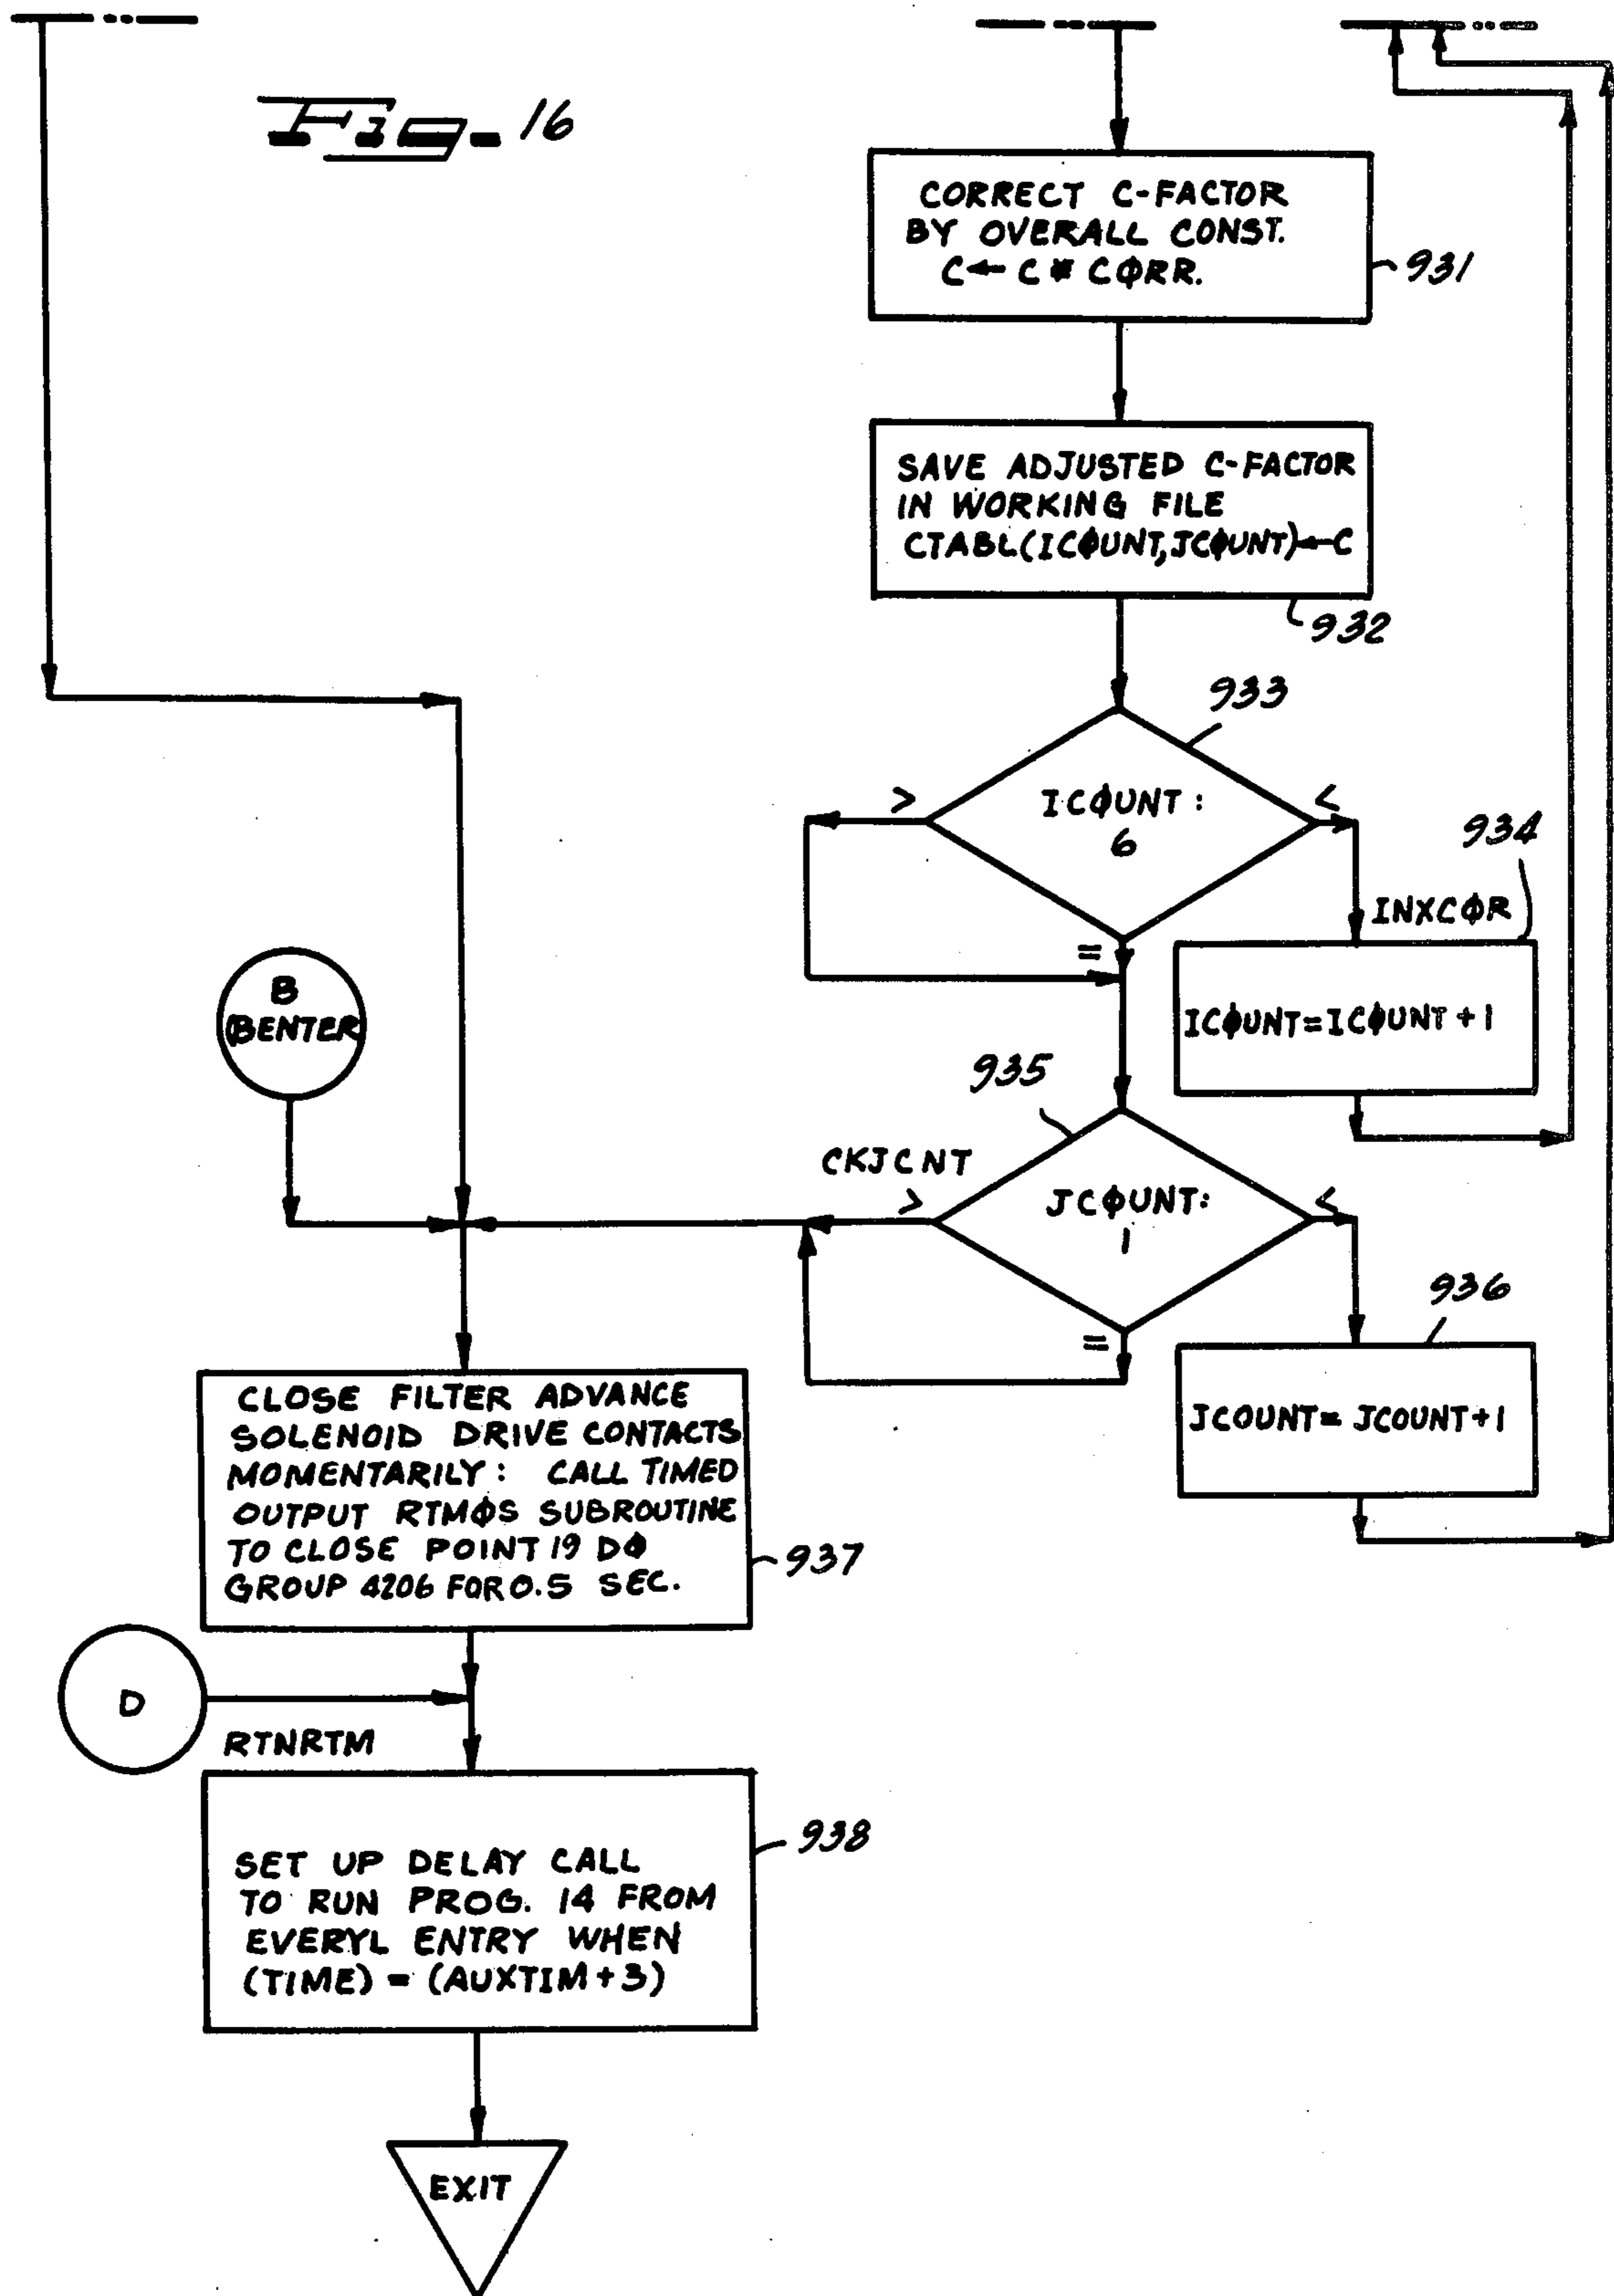 Fig-16
CORRECT C-FACTOR
BY OVERALL CONST.
C← C * CØRR.
931
SAVE ADJUSTED C-FACTOR
IN WORKING FILE
CTABL(ICØUNT,JCØUNT)←C
932
933
>
ICØUNT:
6
<
=
934
INXCØR
ICØUNT=ICØUNT+1
B
(BENTER
935
CKJCNT
>
JCØUNT:
1
<
=
936
JCOUNT= JCOUNT+1
CLOSE FILTER ADVANCE
SOLENOID DRIVE CONTACTS
MOMENTARILY: CALL TIMED
OUTPUT RTMØS SUBROUTINE
TO CLOSE POINT 19 DØ
GROUP 4206 FOR 0.5 SEC.
937
D
RTNRTM
SET UP DELAY CALL
TO RUN PROG. 14 FROM
EVERYL ENTRY WHEN
(TIME) = (AUXTIM+3)
938
EXIT